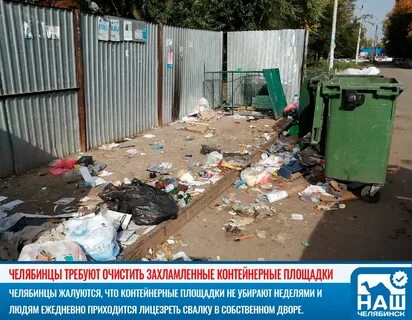 ЧЕЛЯБИНЦЫ ТРЕБУЮТ ОЧИСТИТЬ ЗАХЛАМЛЕННЫЕ КОНТЕЙНЕРНЫЕ ПЛОЩАДКИ
ЧЕЛЯБИНЦЫ ЖАЛУЮТСЯ, ЧТО КОНТЕЙНЕРНЫЕ ПЛОЩАДКИ НЕ УБИРАЮТ НЕДЕЛЯМИ И
ЛЮДЯМ ЕЖЕДНЕВНО ПРИХОДИТСЯ ЛИЦЕЗРЕТЬ СВАЛКУ В СОБСТВЕННОМ ДВОРЕ.
НАШ
ЧЕЛЯБИНСК